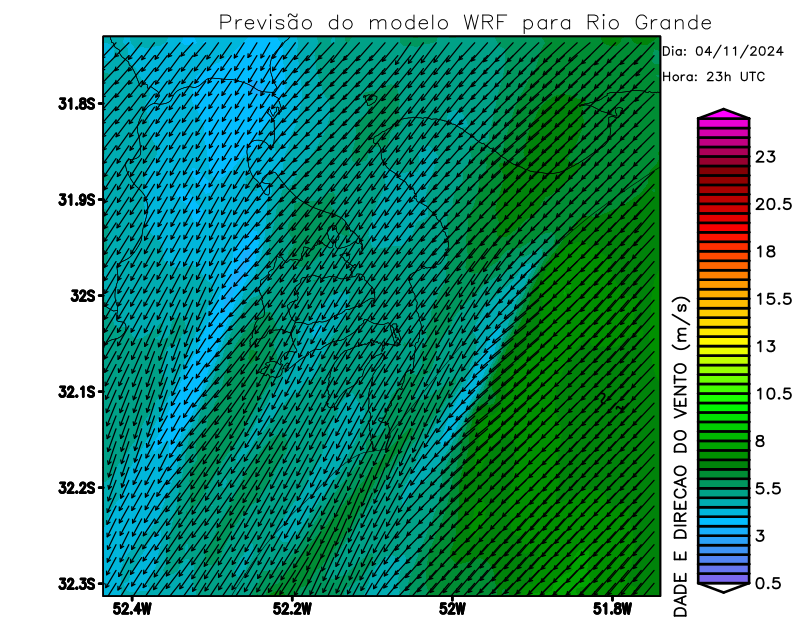 Previsão do modelo WRF para Rio Grande
Dia: 04/11/2024
Hora: 23h UTC
31.8S
31.9S
32S
32.1S
32.2S
32.3S
52.4W
52.2W
52W
51.8W
23
20.5
18
15.5
13
10.5
8
5.5
3
0.5
DADE E DIRECAO DO VENTO (m/s)